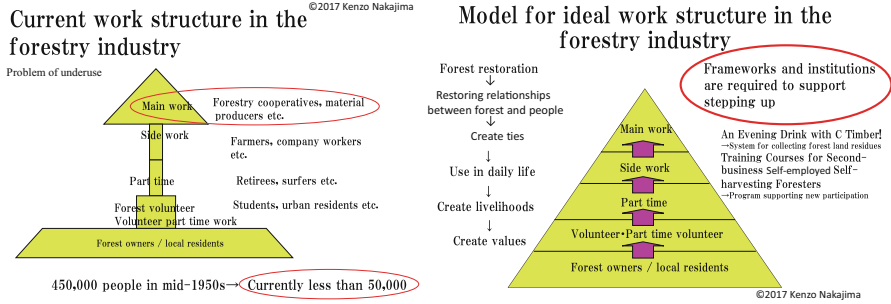 ©2017 Kenzo Nakajima
Current work structure in the
forestry industry
Problem of underuse
Main work
Forestry cooperatives, material
producers etc.
Side work
Farmers, company workers
etc.
Part time
Retirees, surfers etc.
Forest volunteer
Volunteer part time work
Students, urban residents etc.
Forest owners / local residents
450,000 people in mid-1950s→ Currently less than 50,000
Model for ideal work structure in the
forestry industry
Forest restoration
↓
Restoring relationships
between forest and people
↓
Create ties
↓
Use in daily life
↓
Create livelihoods
↓
Create values
Frameworks and institutions
are required to support
stepping up
Main work
Side work
Part time
Volunteer・Part time volunteer
Forest owners / local residents
An Evening Drink with C Timber!
→System for collecting forest land residues
Training Courses for Second-
business Self-employed Self-
harvesting Foresters
→Program supporting new participation
©2017 Kenzo Nakajima